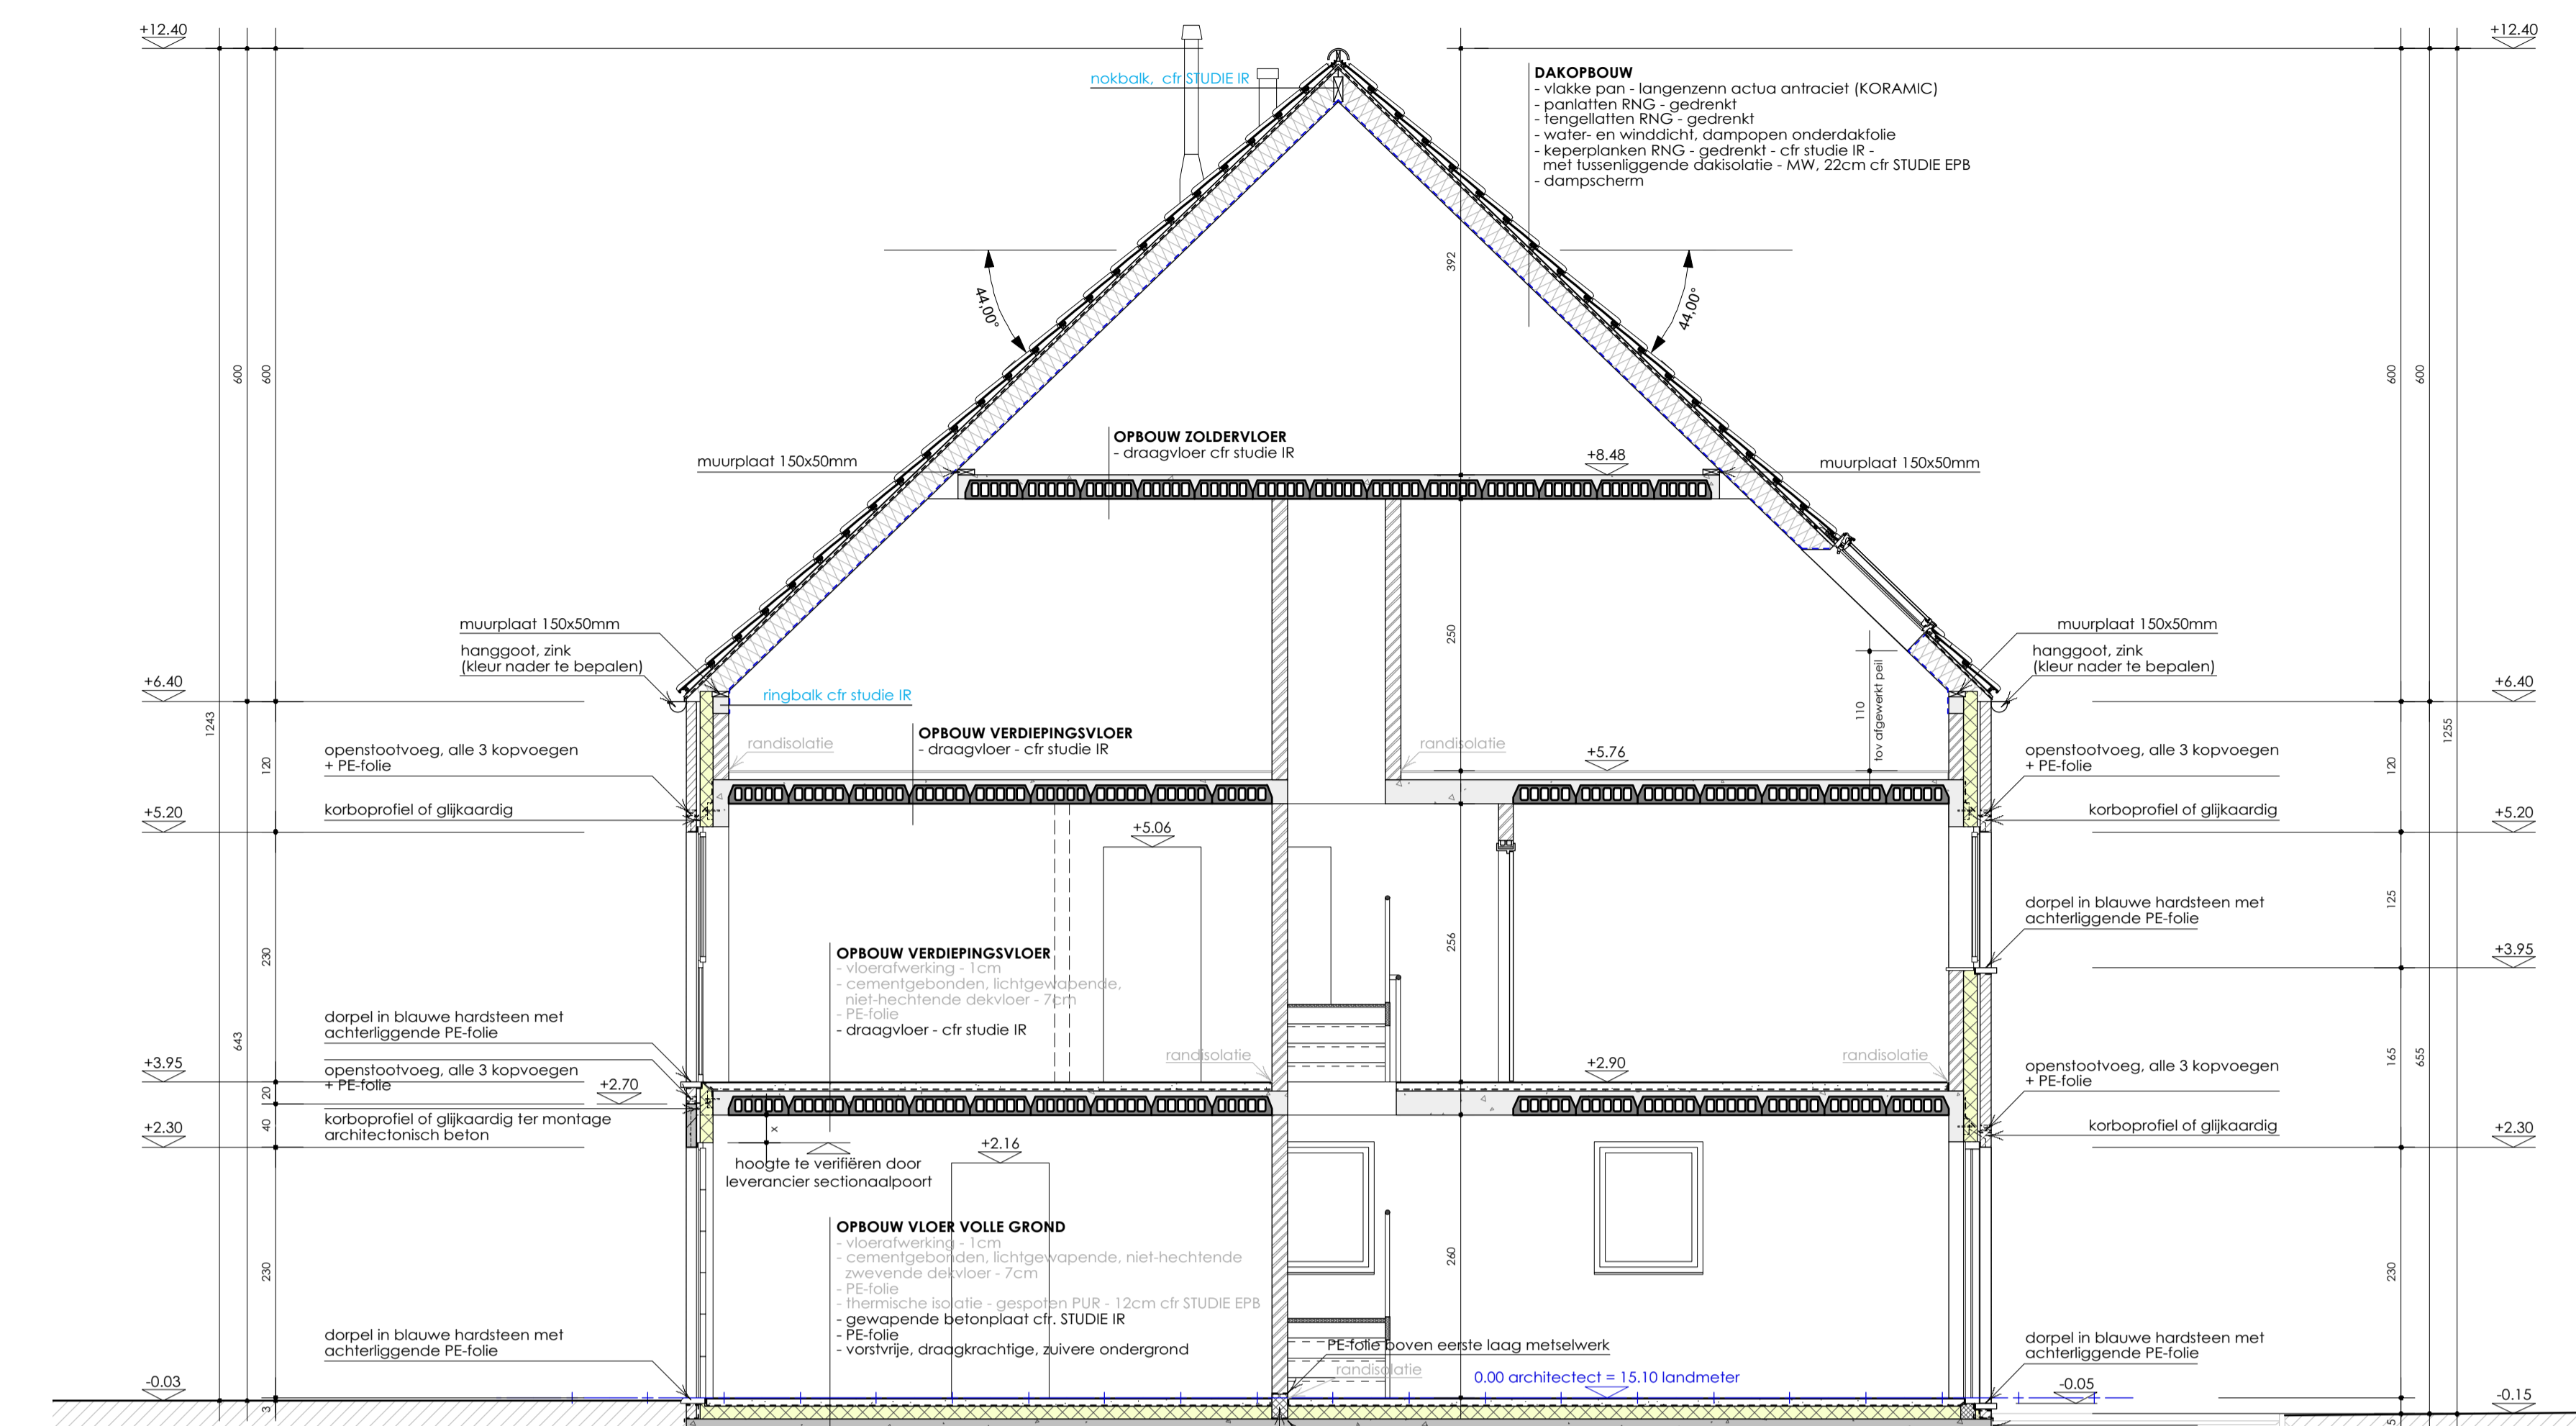 +12.40
+12.40
nokbalk, cfr STUDIE IR
DAKOPBOUW
- vlakke pan - langenzenn actua antraciet (KORAMIC)
- panlatten RNG - gedrenkt
- tengellatten RNG - gedrenkt
- water- en winddicht, dampopen onderdakfolie
- keperplanken RNG - gedrenkt - cfr studie IR -
met tussenliggende dakisolatie - MW, 22cm cfr STUDIE EPB
- dampscherm
392
44,00°
44,00°
600
600
600
600
OPBOUW ZOLDERVLOER
- draagvloer cfr studie IR
muurplaat 150x50mm
+8.48
muurplaat 150x50mm
muurplaat 150x50mm
hanggoot, zink
(kleur nader te bepalen)
250
muurplaat 150x50mm
hanggoot, zink
(kleur nader te bepalen)
+6.40
+6.40
ringbalk cfr studie IR
110
tov afgewerkt peil
1243
1255
OPBOUW VERDIEPINGSVLOER
- draagvloer - cfr studie IR
randisolatie
randisolatie
+5.76
openstootvoeg, alle 3 kopvoegen
+ PE-folie
openstootvoeg, alle 3 kopvoegen
+ PE-folie
120
120
korboprofiel of glijkaardig
korboprofiel of glijkaardig
+5.20
+5.20
+5.06
125
dorpel in blauwe hardsteen met
achterliggende PE-folie
230
256
OPBOUW VERDIEPINGSVLOER
- vloerafwerking - 1cm
- cementgebonden, lichtgewapende,
niet-hechtende dekvloer - 7cm
- PE-folie
- draagvloer - cfr studie IR
+3.95
dorpel in blauwe hardsteen met
achterliggende PE-folie
643
+3.95
randisolatie
+2.90
randisolatie
165
655
openstootvoeg, alle 3 kopvoegen
+ PE-folie
+2.70
20
openstootvoeg, alle 3 kopvoegen
+ PE-folie
korboprofiel of glijkaardig ter montage
architectonisch beton
40
x
korboprofiel of glijkaardig
+2.30
+2.30
+2.16
hoogte te verifiëren door
leverancier sectionaalpoort
OPBOUW VLOER VOLLE GROND
- vloerafwerking - 1cm
- cementgebonden, lichtgewapende, niet-hechtende
zwevende dekvloer - 7cm
- PE-folie
- thermische isolatie - gespoten PUR - 12cm cfr STUDIE EPB
- gewapende betonplaat cfr. STUDIE IR
- PE-folie
- vorstvrije, draagkrachtige, zuivere ondergrond
230
260
230
dorpel in blauwe hardsteen met
achterliggende PE-folie
PE-folie boven eerste laag metselwerk
randisolatie
dorpel in blauwe hardsteen met
achterliggende PE-folie
0.00 architectect = 15.10 landmeter
-0.03
-0.05
-0.15
3
5